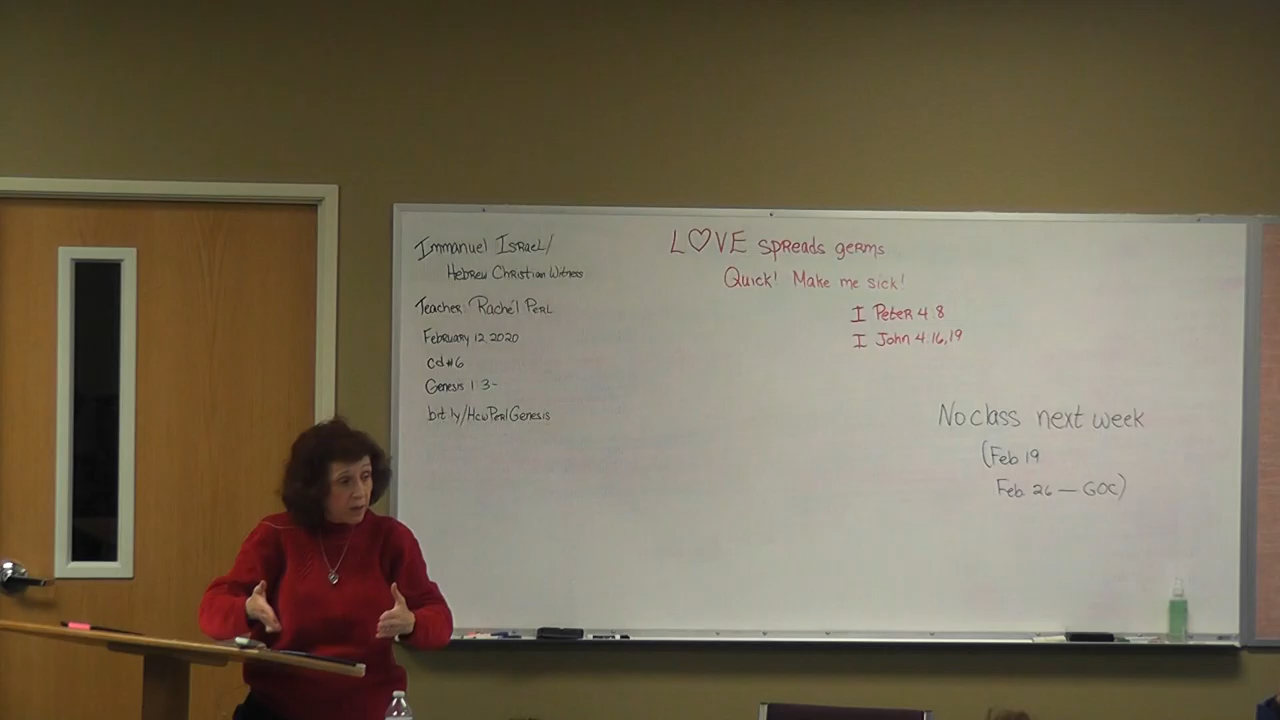 Immanuel Israel/
Hebrew Christian Witness
Teacher: Rachél Perl
February 12, 2020
cd#6
Genesis 1:3-
bit.ly/HcwPerlGenesis
L♡VE spreads germs
Quick! Make me sick!
I Peter 4:8
I John 4:16,19
No class next week
(Feb 19
Feb. 26 — GOC)